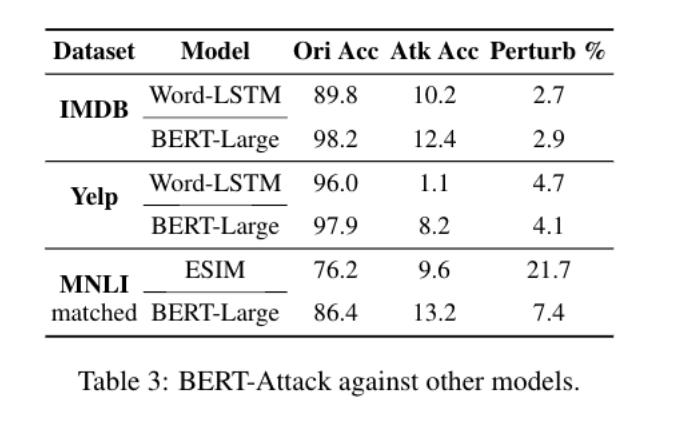 Dataset Model Ori Acc Atk Acc Perturb %
IMDB Word-LSTM 89.8 10.2 2.7
BERT-Large 98.2 12.4 2.9
Yelp Word-LSTM 96.0 1.1 4.7
BERT-Large 97.9 8.2 4.1
MNLI ESIM 76.2 9.6 21.7
matched BERT-Large 86.4 13.2 7.4
Table 3: BERT-Attack against other models.